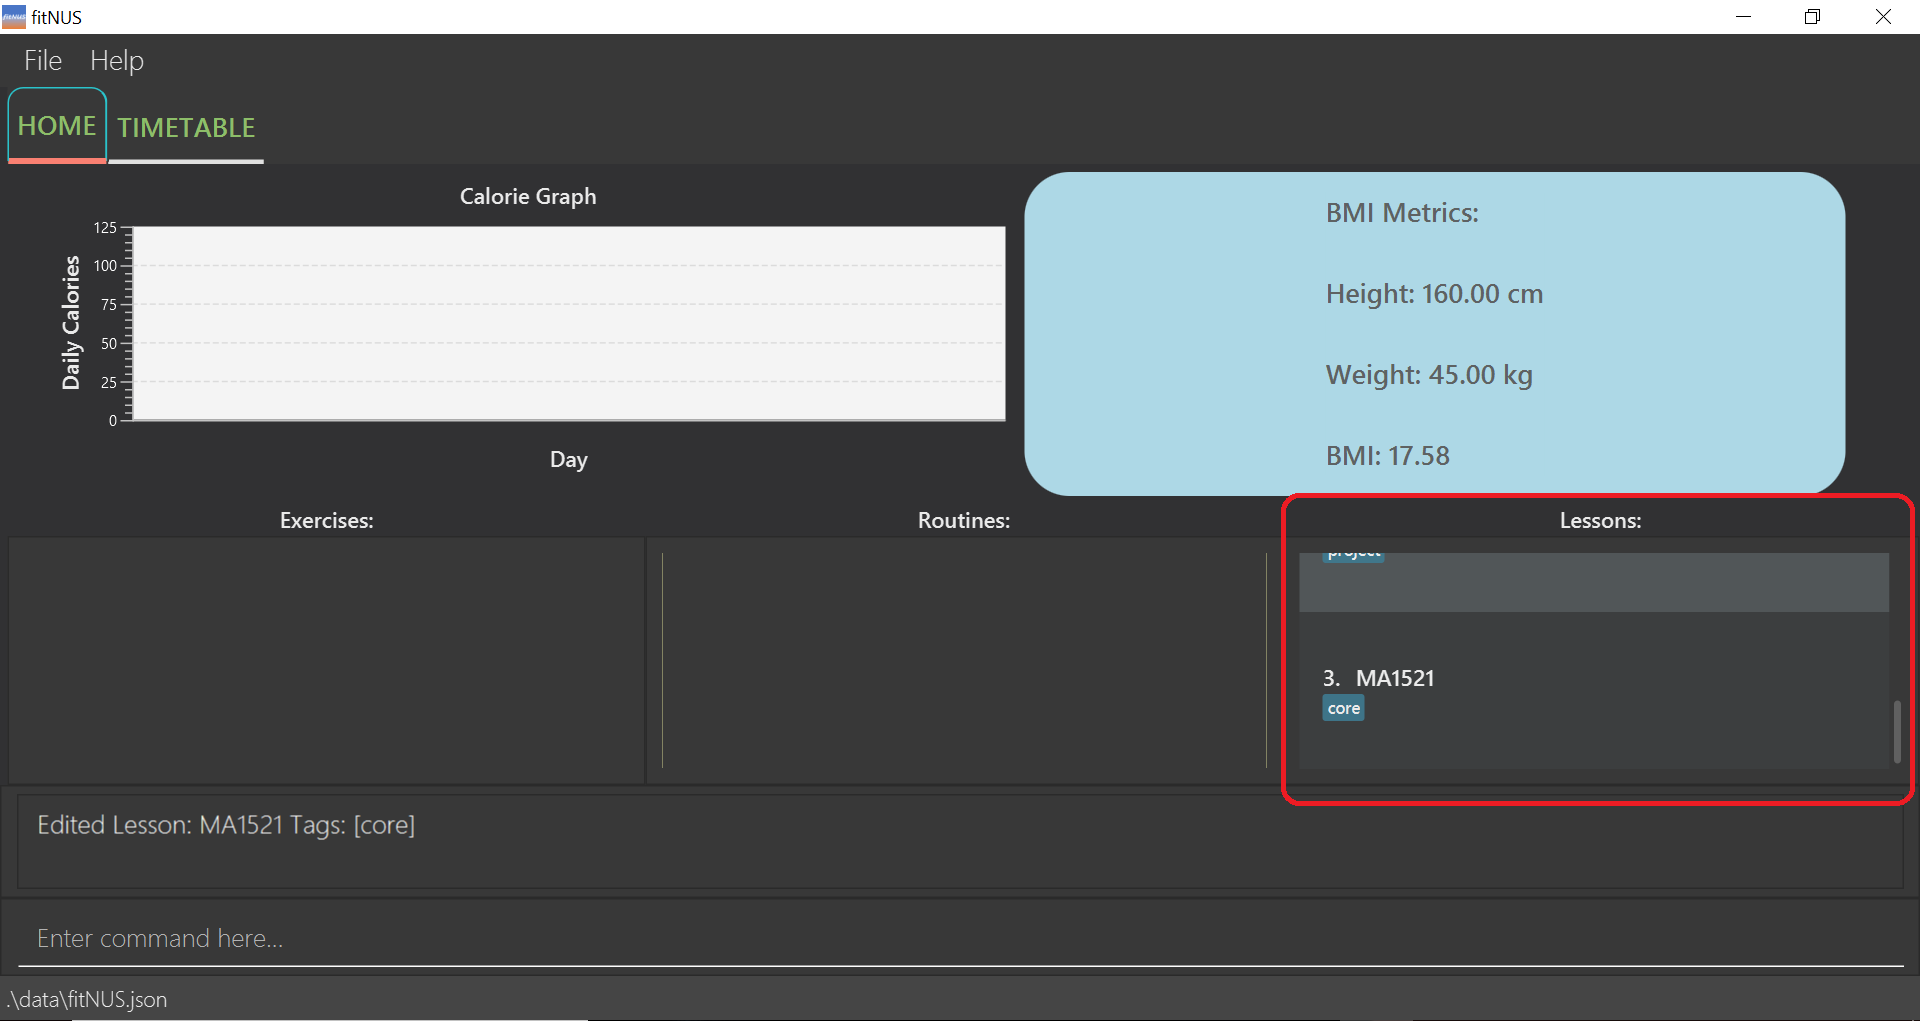 fitNUS
File Help
HOME TIMETABLE
Calorie Graph
125
100
75
50
25
0
Daily Calories
Day
BMI Metrics:
Height: 160.00 cm
Weight: 45.00 kg
BMI: 17.58
Exercises:
Routines:
Lessons:
project
3. MA1521
core
Edited Lesson: MA1521 Tags: [core]
Enter command here...
.\data\fitNUS.json